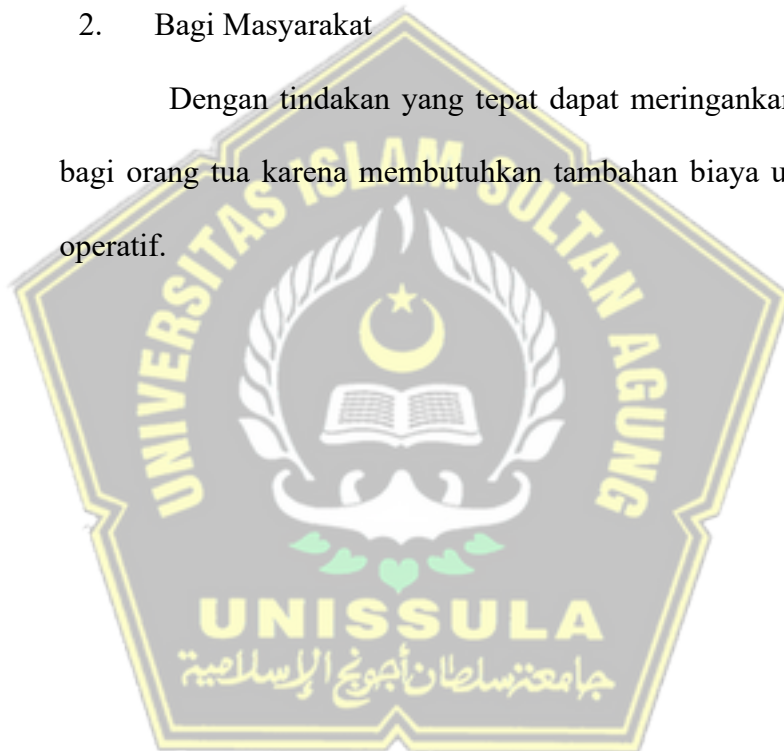 2. Bagi Masyarakat
Dengan tindakan yang tepat dapat meringankan
bagi orang tua karena membutuhkan tambahan biaya
operatif.
UNIVERSITAS ISLAM SULTAN AGUNG
UNISSULA
جامعة سلطان أجونج الإسلامية